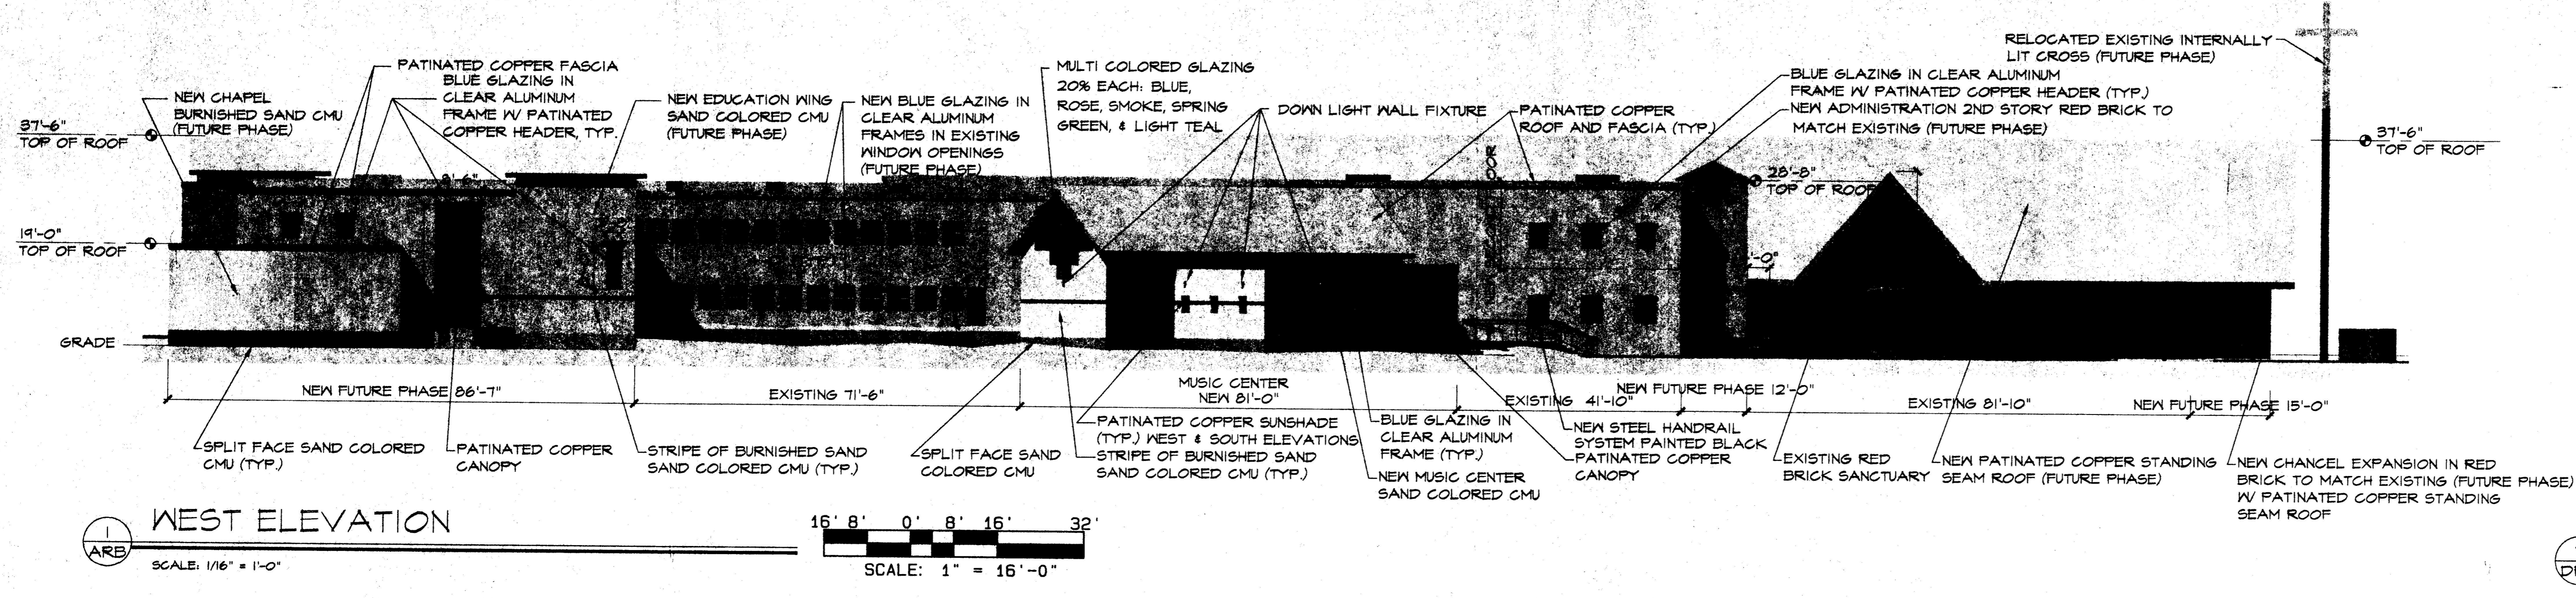 RELOCATED EXISTING INTERNALLY
LIT CROSS (FUTURE PHASE)
PATINATED COPPER FASCIA
BLUE GLAZING IN
CLEAR ALUMINUM
FRAME W/ PATINATED
COPPER HEADER, TYP.
NEW CHAPEL
BURNISHED SAND CMU
(FUTURE PHASE)
37'-6"
TOP OF ROOF
NEW EDUCATION WING
SAND COLORED CMU
(FUTURE PHASE)
NEW BLUE GLAZING IN
CLEAR ALUMINUM
FRAMES IN EXISTING
WINDOW OPENINGS
(FUTURE PHASE)
MULTI COLORED GLAZING
20% EACH: BLUE,
ROSE, SMOKE, SPRING
GREEN, & LIGHT TEAL
DOWN LIGHT WALL FIXTURE
PATINATED COPPER
ROOF AND FASCIA (TYP.)
BLUE GLAZING IN CLEAR ALUMINUM
FRAME W/ PATINATED COPPER HEADER (TYP.)
NEW ADMINISTRATION 2ND STORY RED BRICK TO
MATCH EXISTING (FUTURE PHASE)
37'-6"
TOP OF ROOF
28'-8"
TOP OF ROOF
19'-0"
TOP OF ROOF
GRADE
NEW FUTURE PHASE 86'-7"
EXISTING 71'-6"
MUSIC CENTER
NEW 81'-0"
EXISTING 41'-10"
NEW FUTURE PHASE 12'-0"
EXISTING 81'-10"
NEW FUTURE PHASE 15'-0"
SPLIT FACE SAND COLORED
CMU (TYP.)
PATINATED COPPER
CANOPY
STRIPE OF BURNISHED SAND
SAND COLORED CMU (TYP.)
SPLIT FACE SAND
COLORED CMU
PATINATED COPPER SUNSHADE
(TYP.) WEST & SOUTH ELEVATIONS
STRIPE OF BURNISHED SAND
SAND COLORED CMU (TYP.)
BLUE GLAZING IN
CLEAR ALUMINUM
FRAME (TYP.)
NEW MUSIC CENTER
SAND COLORED CMU
NEW STEEL HANDRAIL
SYSTEM PAINTED BLACK
PATINATED COPPER
CANOPY
EXISTING RED
BRICK SANCTUARY
NEW PATINATED COPPER STANDING
SEAM ROOF (FUTURE PHASE)
NEW CHANCEL EXPANSION IN RED
BRICK TO MATCH EXISTING (FUTURE PHASE)
W/ PATINATED COPPER STANDING
SEAM ROOF
1
ARB
WEST ELEVATION
SCALE: 1/16" = 1'-0"
16' 8' 0' 8' 16' 32'
SCALE: 1" = 16'-0"